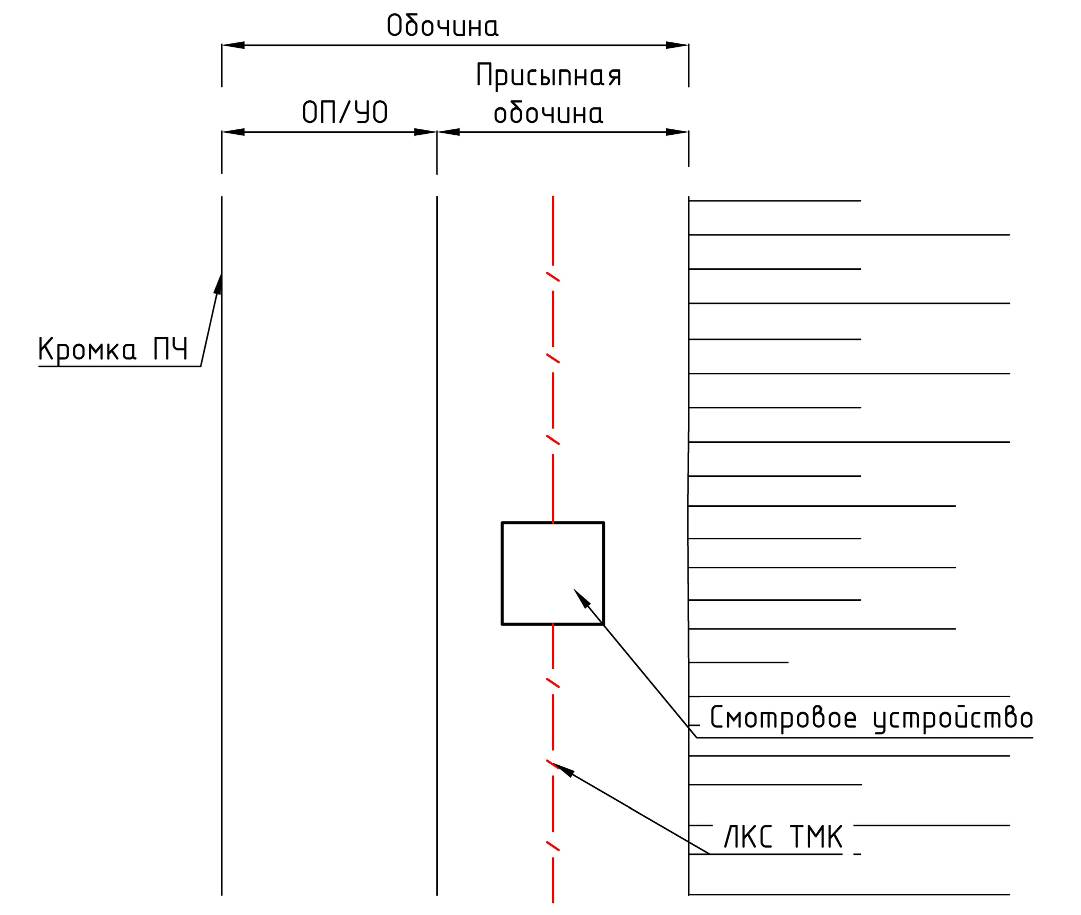 Обочина
Присыпная
обочина
ОП/УО
Кромка ПЧ
Смотровое устройство
ЛКС ТМК